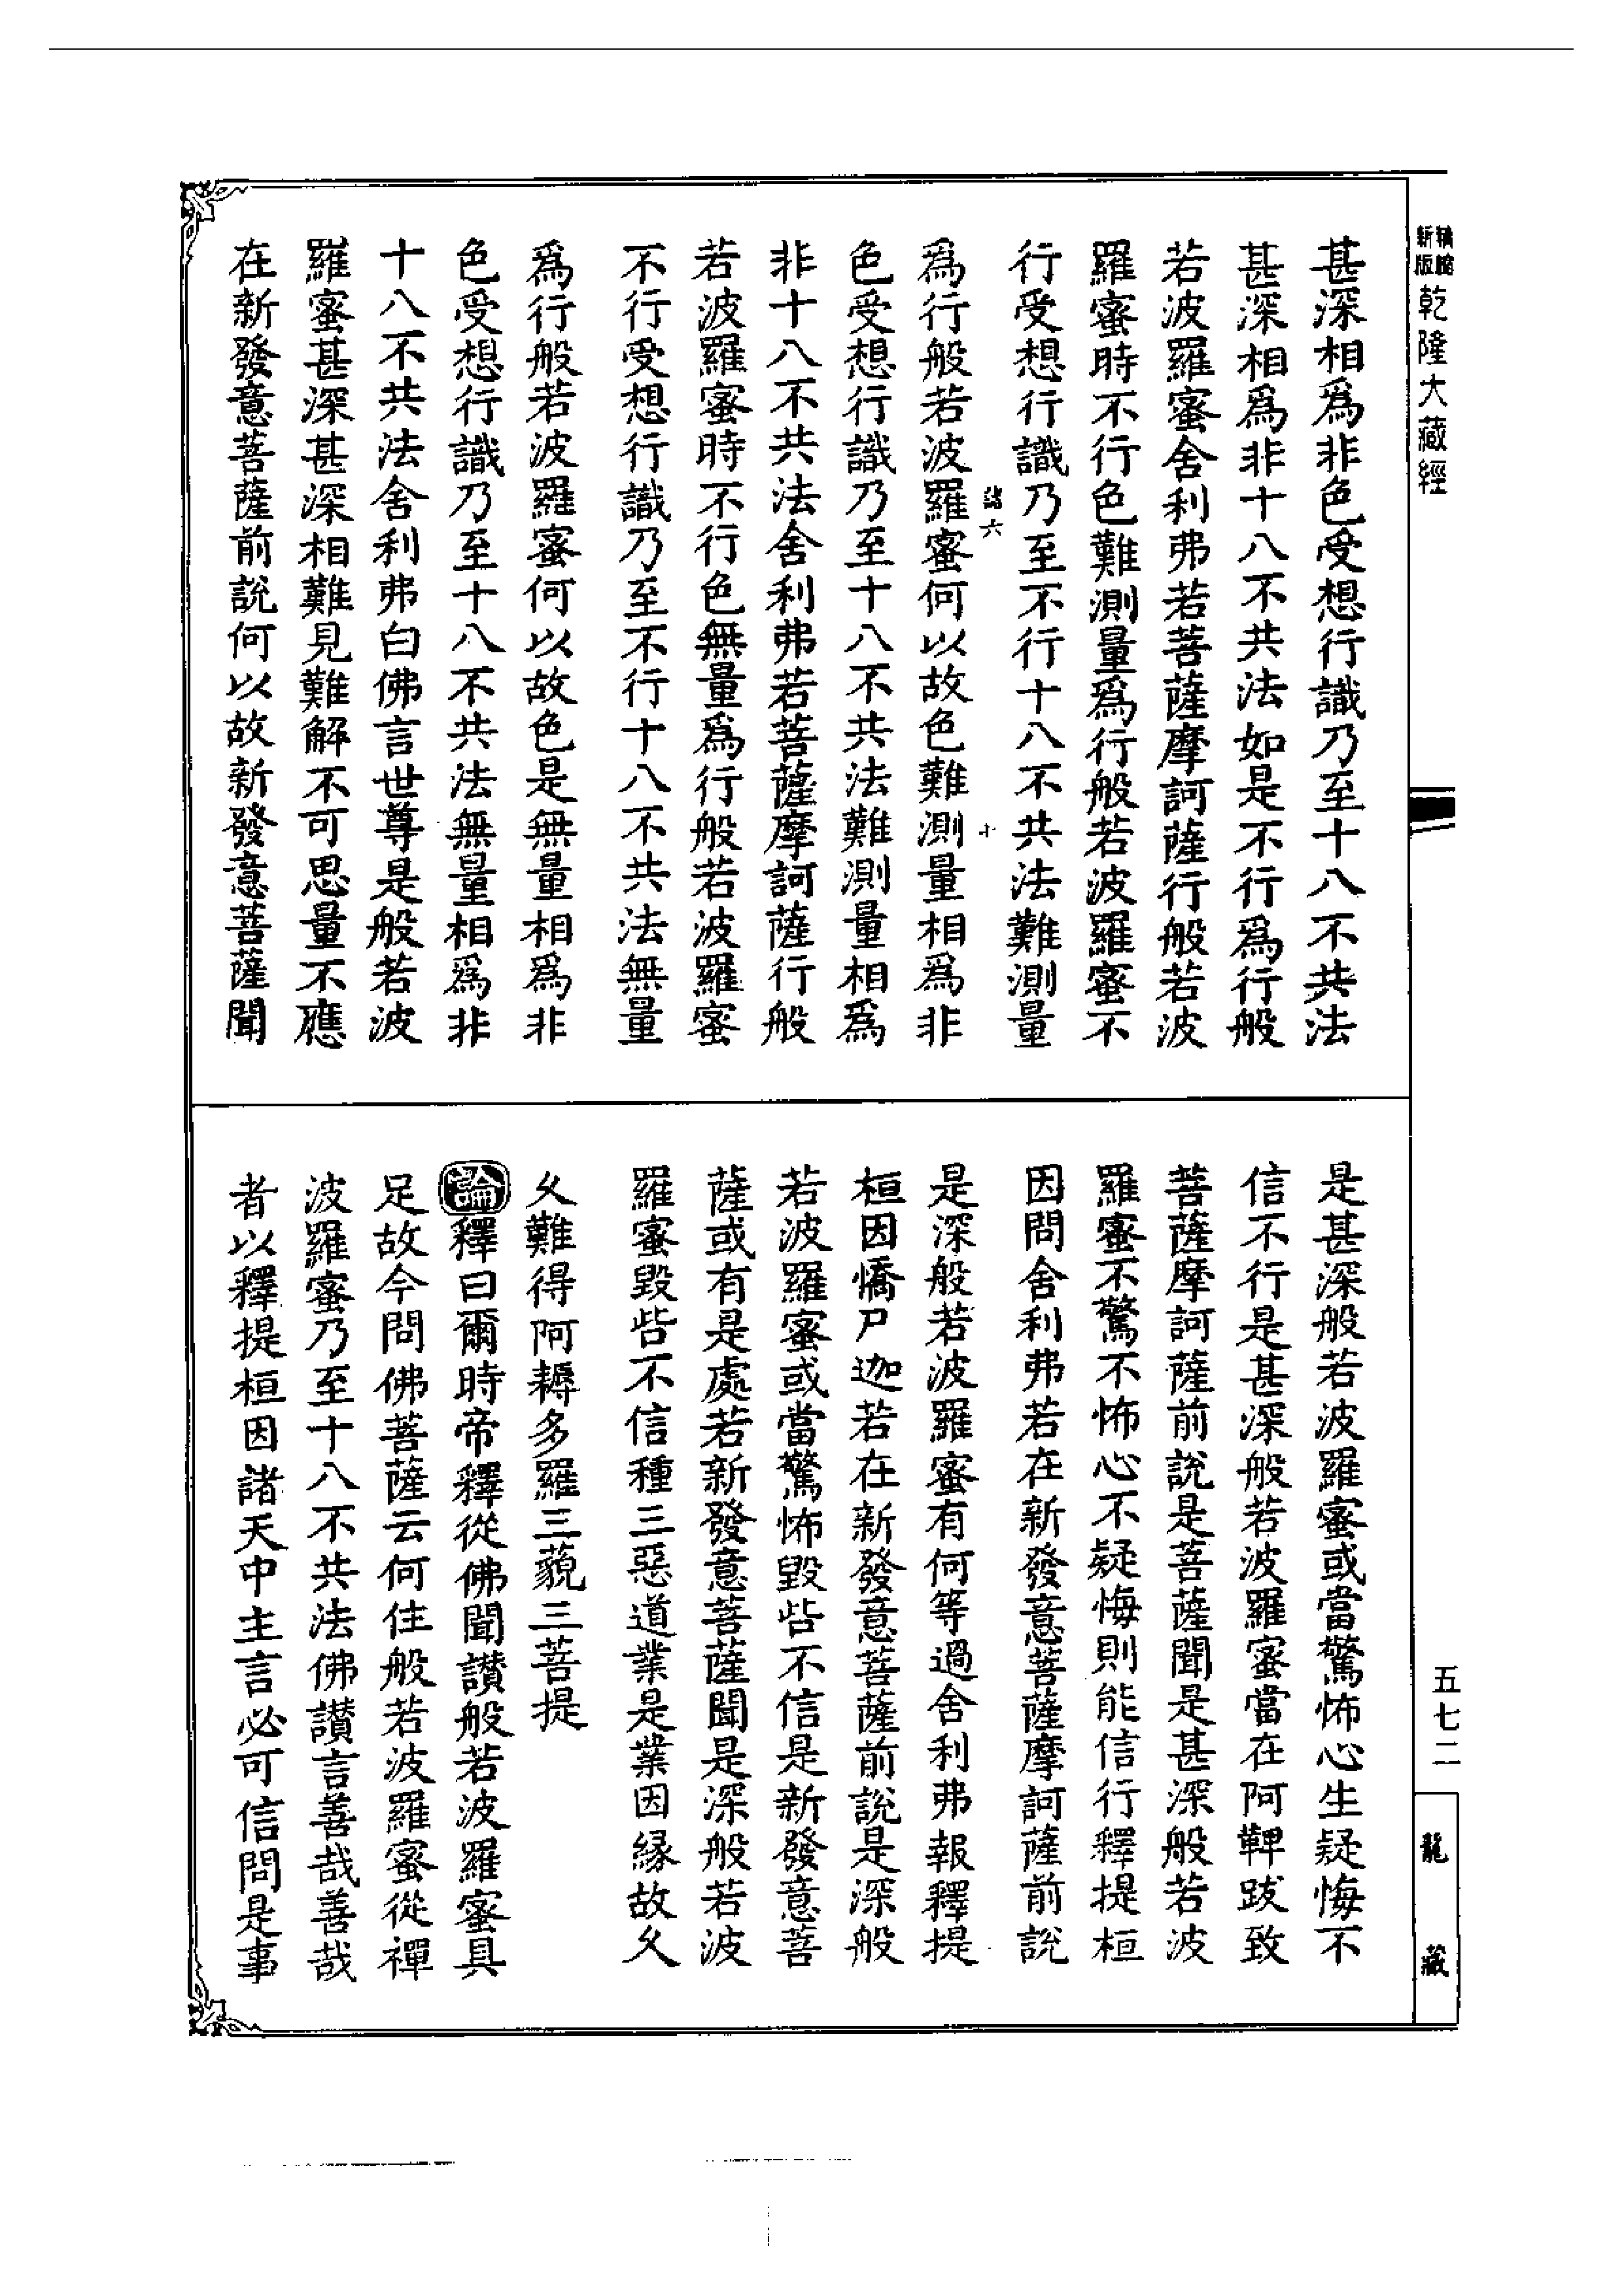 新版精縮乾隆大藏經
甚深相爲非色受想行識乃至十八不共法
甚深相爲非十八不共法如是不行爲行般
若波羅蜜舍利弗若菩薩摩訶薩行般若波
羅蜜時不行色難測量爲行般若波羅蜜不
行受想行識乃至不行十八不共法難測量
諸六 十
爲行般若波羅蜜何以故色難測量相爲非
色受想行識乃至十八不共法難測量相爲
非十八不共法舍利弗若菩薩摩訶薩行般
若波羅蜜時不行色無量爲行般若波羅蜜
不行受想行識乃至不行十八不共法無量
爲行般若波羅蜜何以故色是無量相爲非
色受想行識乃至十八不共法無量相爲非
十八不共法舍利弗白佛言世尊是般若波
羅蜜甚深甚深相難見難解不可思量不應
在新發意菩薩前說何以故新發意菩薩聞
是甚深般若波羅蜜或當驚怖心生疑悔不
信不行是甚深般若波羅蜜當在阿鞞跋致
菩薩摩訶薩前說是菩薩聞是甚深般若波
羅蜜不驚不怖心不疑悔則能信行釋提桓
因問舍利弗若在新發意菩薩摩訶薩前說
是深般若波羅蜜有何等過舍利弗報釋提
桓因憍尸迦若在新發意菩薩前說是深般
若波羅蜜或當驚怖毀呰不信是新發意菩
薩或有是處若新發意菩薩聞是深般若波
羅蜜毀呰不信種三惡道業是業因緣故久
久難得阿耨多羅三藐三菩提
論釋曰爾時帝釋從佛聞讃般若波羅蜜具
足故今問佛菩薩云何住般若波羅蜜從禪
波羅蜜乃至十八不共法佛讃言善哉善哉
者以釋提桓因諸天中主言必可信問是事
五七二
龍藏